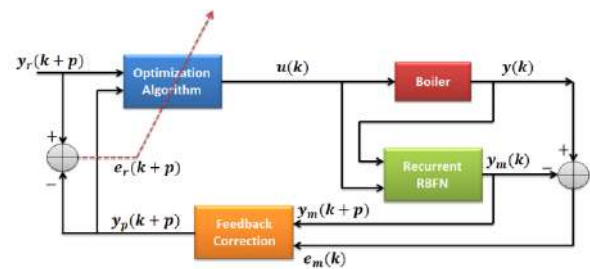 y_r(k + p)
Optimization
Algorithm
u(k)
Boiler
y(k)
+
e_r(k + p)
−
Recurrent
RBFN
y_m(k)
+
−
y_p(k + p)
Feedback
Correction
y_m(k + p)
e_m(k)